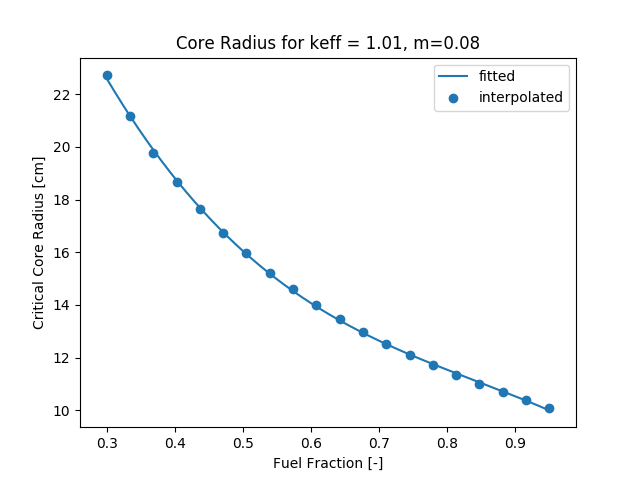 Core Radius for keff = 1.01, m=0.08
fitted
interpolated
Critical Core Radius [cm]
22
20
18
16
14
12
10
0.3 0.4 0.5 0.6 0.7 0.8 0.9
Fuel Fraction [-]